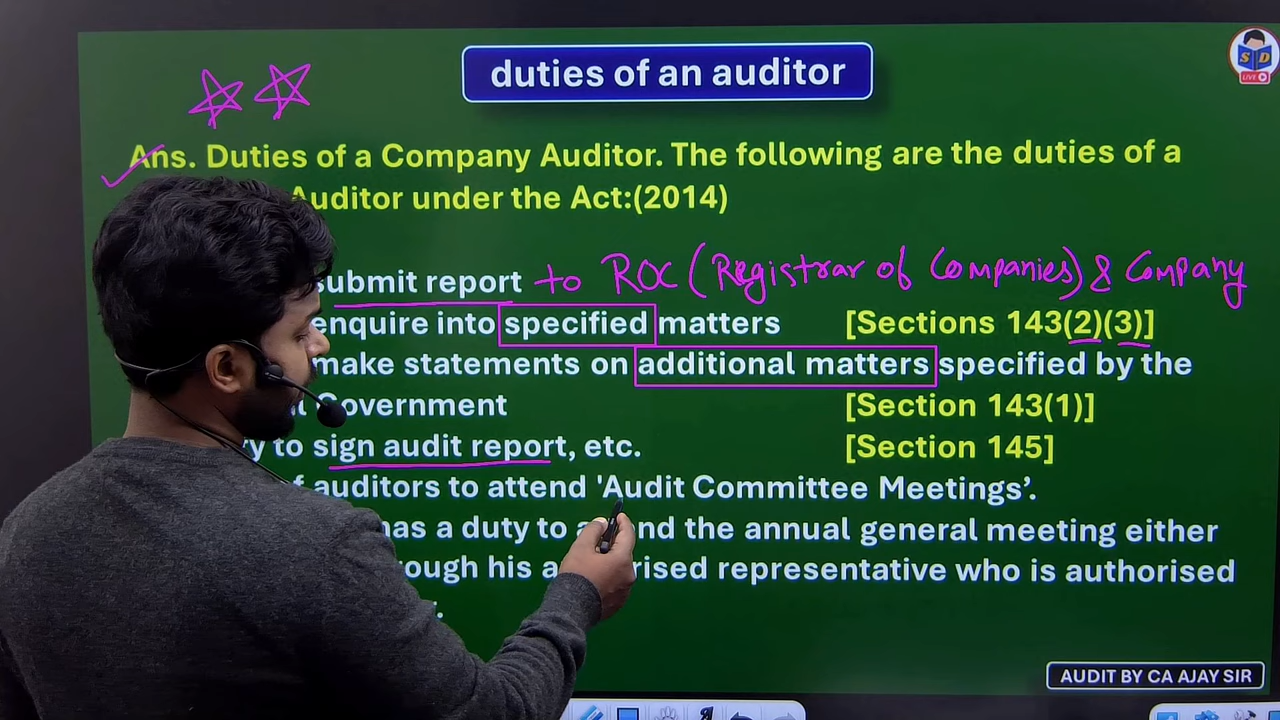 duties of an auditor
Ans. Duties of a Company Auditor. The following are the duties of a
Auditor under the Act:(2014)
submit report to ROC (Registrar of Companies) & Company
enquire into specified matters [Sections 143(2)(3)]
make statements on additional matters specified by the
Government [Section 143(1)]
to sign audit report, etc. [Section 145]
auditors to attend 'Audit Committee Meetings’.
has a duty to the annual general meeting either
his representative who is authorised
S D
LIVE
AUDIT BY CA AJAY SIR